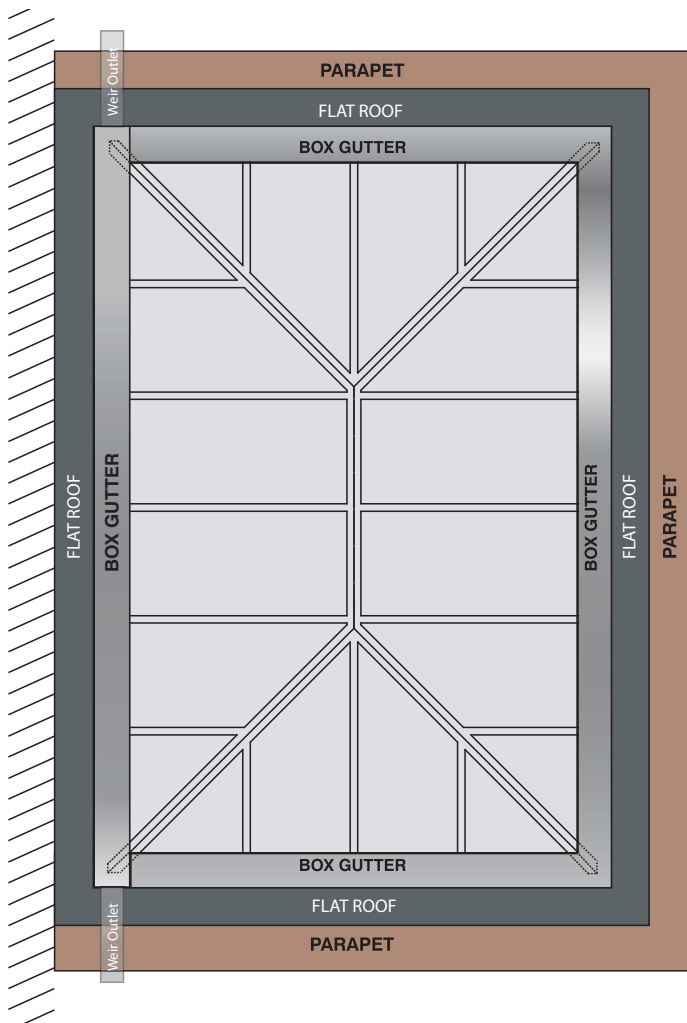 Weir Outlet
PARAPET
FLAT ROOF
BOX GUTTER
FLAT ROOF
BOX GUTTER
BOX GUTTER
FLAT ROOF
PARAPET
BOX GUTTER
FLAT ROOF
Weir Outlet
PARAPET